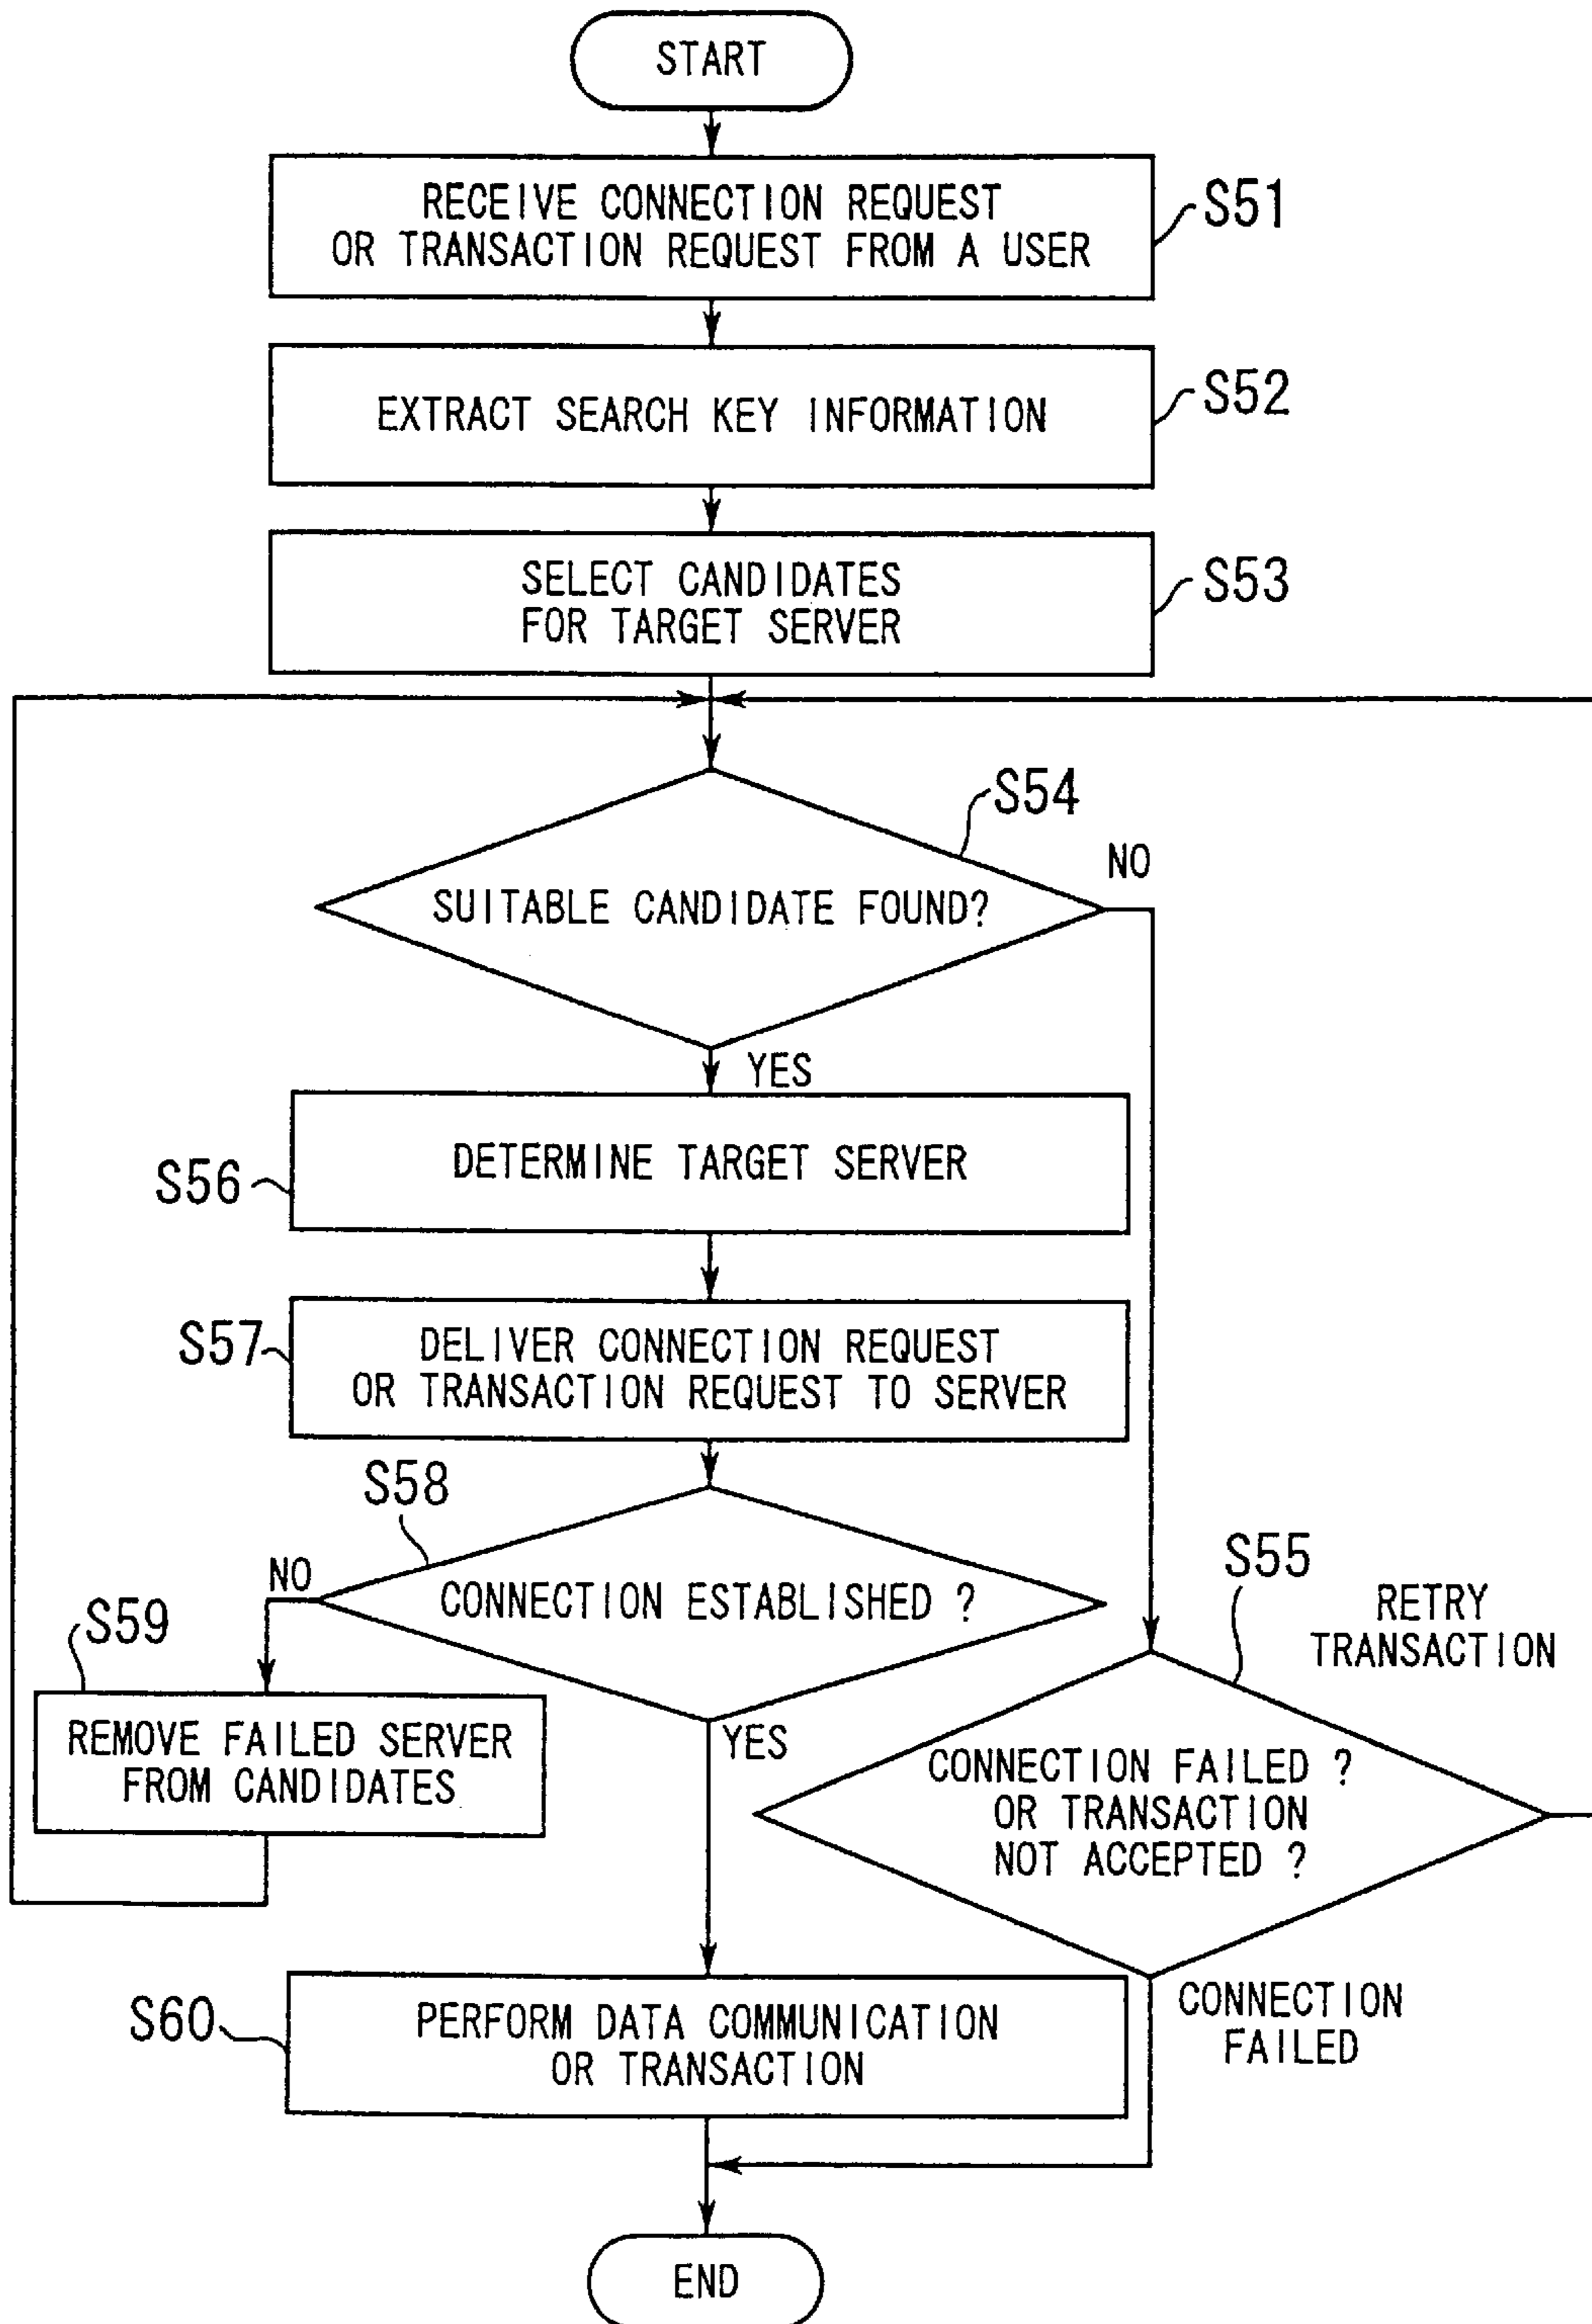 START
RECEIVE CONNECTION REQUEST
OR TRANSACTION REQUEST FROM A USER
S51
EXTRACT SEARCH KEY INFORMATION
S52
SELECT CANDIDATES
FOR TARGET SERVER
S53
S54
SUITABLE CANDIDATE FOUND?
NO
YES
DETERMINE TARGET SERVER
S56
DELIVER CONNECTION REQUEST
OR TRANSACTION REQUEST TO SERVER
S57
S58
CONNECTION ESTABLISHED ?
NO
YES
S59
REMOVE FAILED SERVER
FROM CANDIDATES
S55
RETRY
TRANSACTION
CONNECTION FAILED ?
OR TRANSACTION
NOT ACCEPTED ?
CONNECTION
FAILED
S60
PERFORM DATA COMMUNICATION
OR TRANSACTION
END